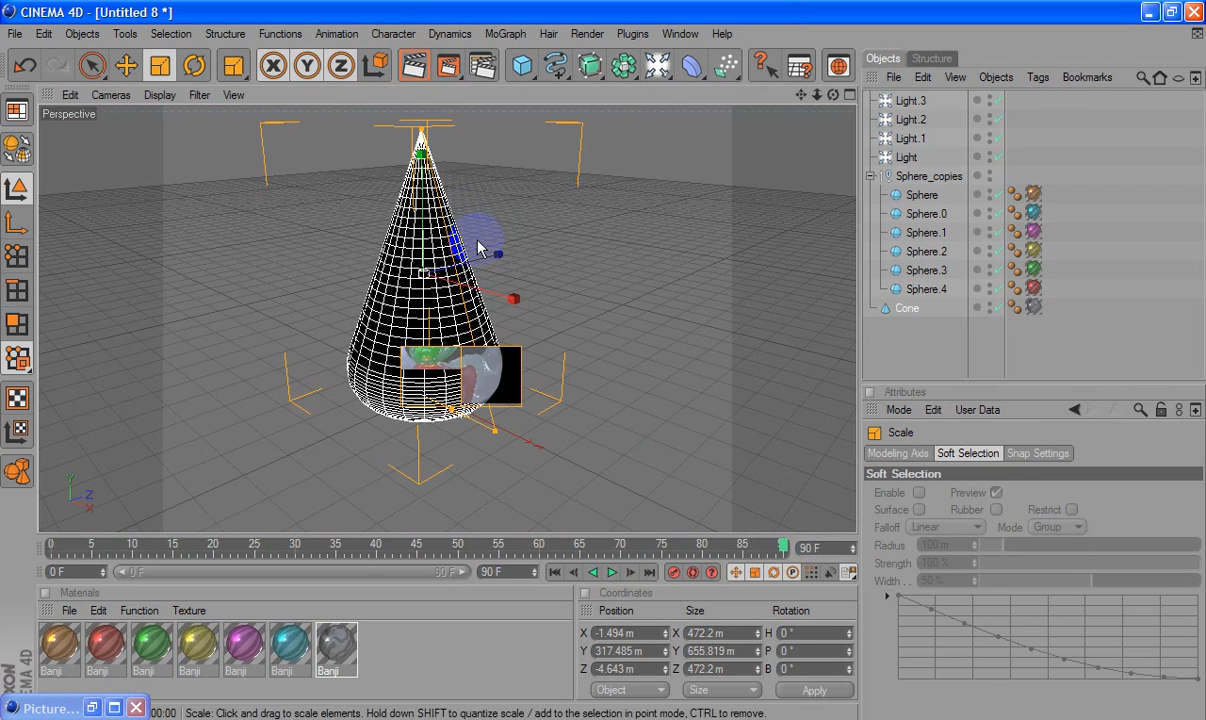 CINEMA 4D - [Untitled 8 *]
File Edit Objects Tools Selection Structure Functions Animation Character Dynamics MoGraph Hair Render Plugins Window Help
X Y Z
Objects Structure
File Edit View Objects Tags Bookmarks
Edit Cameras Display Filter View
Perspective
Light.3
Light.2
Light.1
Light
Sphere_copies
Sphere
Sphere.0
Sphere.1
Sphere.2
Sphere.3
Sphere.4
Cone
Attributes
Mode Edit User Data
Scale
Modeling Axis Soft Selection Snap Settings
Soft Selection
Enable Preview
Surface Rubber Restrict
Falloff Linear Mode Group
Radius 100 m
Strength 100 %
Width . . 50 %
Y Z X
0 5 10 15 20 25 30 35 40 45 50 55 60 65 70 75 80 85 90 F
0 F 0 F 90 F 90 F
Materials
File Edit Function Texture
Banji Banji Banji Banji Banji Banji Banji
Coordinates
Position Size Rotation
X -1.494 m X 472.2 m H 0 °
Y 317.485 m Y 655.819 m P 0 °
Z -4.643 m Z 472.2 m B 0 °
Object Size Apply
CINEMA 4D
Picture... 00:00 Scale: Click and drag to scale elements. Hold down SHIFT to quantize scale / add to the selection in point mode, CTRL to remove.